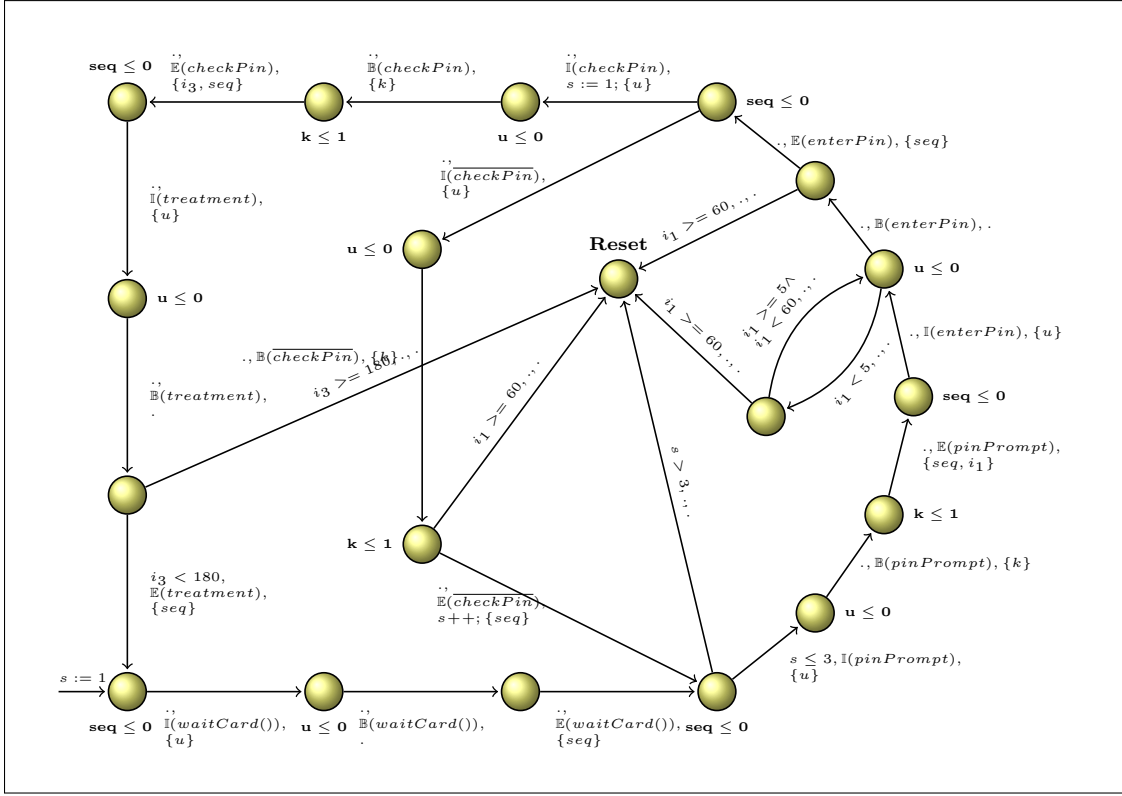 .,
𝔼(checkPin),
{i₃, seq}
.,
𝔹(checkPin),
{k}
.,
𝕀(checkPin),
s := 1; {u}
seq ≤ 0
k ≤ 1
u ≤ 0
seq ≤ 0
., 𝔼(enterPin), {seq}
.,
𝕀(treatment),
{u}
.,
𝕀(c̅h̅e̅c̅k̅P̅i̅n̅),
{u}
i₁ >= 60, ., .
., 𝔹(enterPin), .
u ≤ 0
Reset
u ≤ 0
u ≤ 0
i₁ >= 5∧
i₁ < 60, ., .
i₁ >= 60, ., .
i₁ < 5, ., .
., 𝕀(enterPin), {u}
., 𝔹(c̅h̅e̅c̅k̅P̅i̅n̅), {k}
i₃ >= 180, ., .
.,
𝔹(treatment),
.
i₁ >= 60, ., .
seq ≤ 0
., 𝔼(pinPrompt),
{seq, i₁}
s > 3, ., .
k ≤ 1
k ≤ 1
., 𝔹(pinPrompt), {k}
i₃ < 180,
𝔼(treatment),
{seq}
.,
𝔼(c̅h̅e̅c̅k̅P̅i̅n̅),
s++; {seq}
u ≤ 0
s ≤ 3, 𝕀(pinPrompt),
{u}
s := 1
seq ≤ 0
.,
𝕀(waitCard()),
{u}
u ≤ 0
.,
𝔹(waitCard()),
.
.,
𝔼(waitCard()),
{seq}
seq ≤ 0